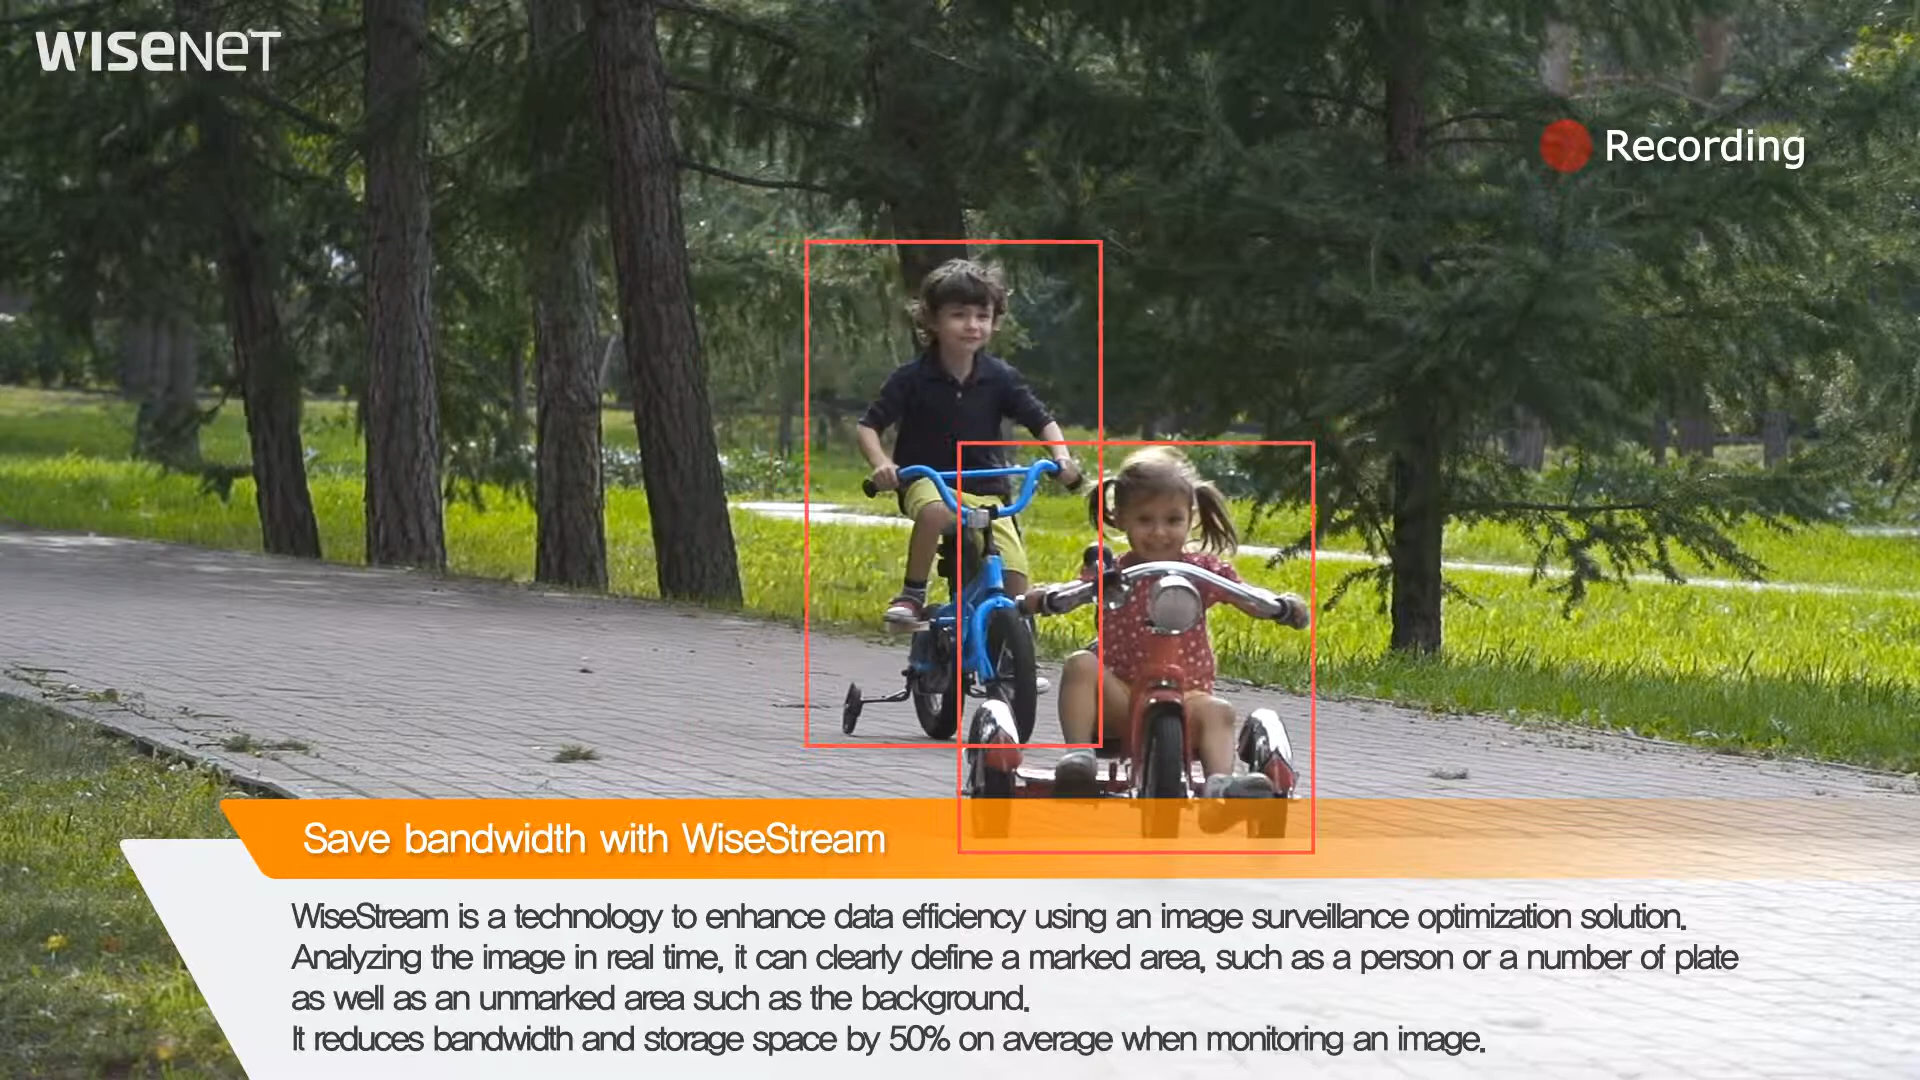 WISENET
Recording
Save bandwidth with WiseStream
WiseStream is a technology to enhance data efficiency using an image surveillance optimization solution.
Analyzing the image in real time, it can clearly define a marked area, such as a person or a number of plate
as well as an unmarked area such as the background.
It reduces bandwidth and storage space by 50% on average when monitoring an image.